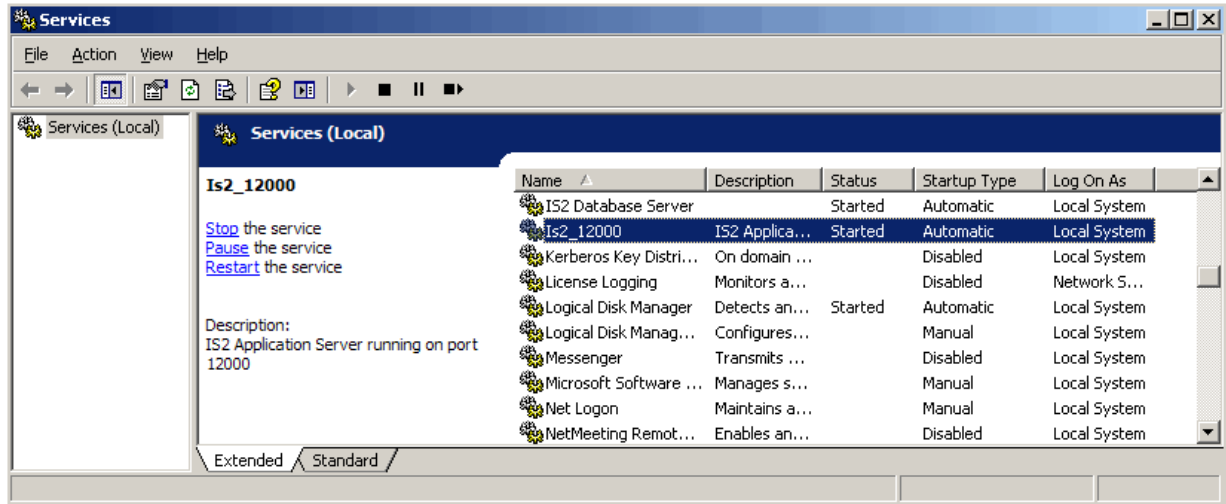 Services
File Action View Help
Services (Local)
Services (Local)
Is2_12000
Stop the service
Pause the service
Restart the service
Description:
IS2 Application Server running on port
12000
Name Description Status Startup Type Log On As
IS2 Database Server Started Automatic Local System
Is2_12000 IS2 Applica... Started Automatic Local System
Kerberos Key Distri... On domain ... Disabled Local System
License Logging Monitors a... Disabled Network S...
Logical Disk Manager Detects an... Started Automatic Local System
Logical Disk Manag... Configures... Manual Local System
Messenger Transmits ... Disabled Local System
Microsoft Software ... Manages s... Manual Local System
Net Logon Maintains a... Manual Local System
NetMeeting Remot... Enables an... Disabled Local System
Extended Standard